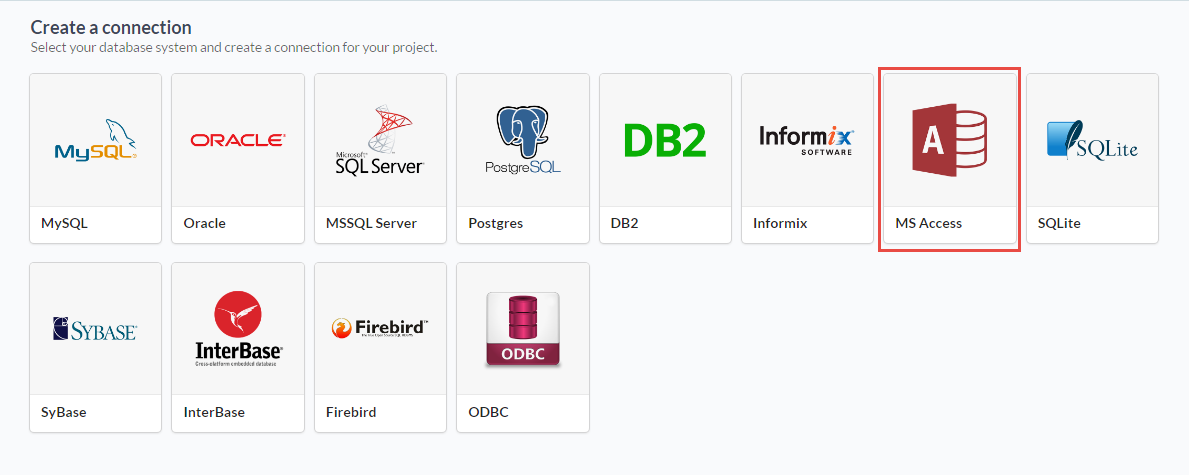 Create a connection
Select your database system and create a connection for your project.
MySQL
ORACLE
Microsoft
SQL Server
PostgreSQL
DB2
Informix
SOFTWARE
A
SQLite
MySQL
Oracle
MSSQL Server
Postgres
DB2
Informix
MS Access
SQLite
SYBASE
InterBase
Cross-platform embedded database
Firebird
ODBC
SyBase
InterBase
Firebird
ODBC